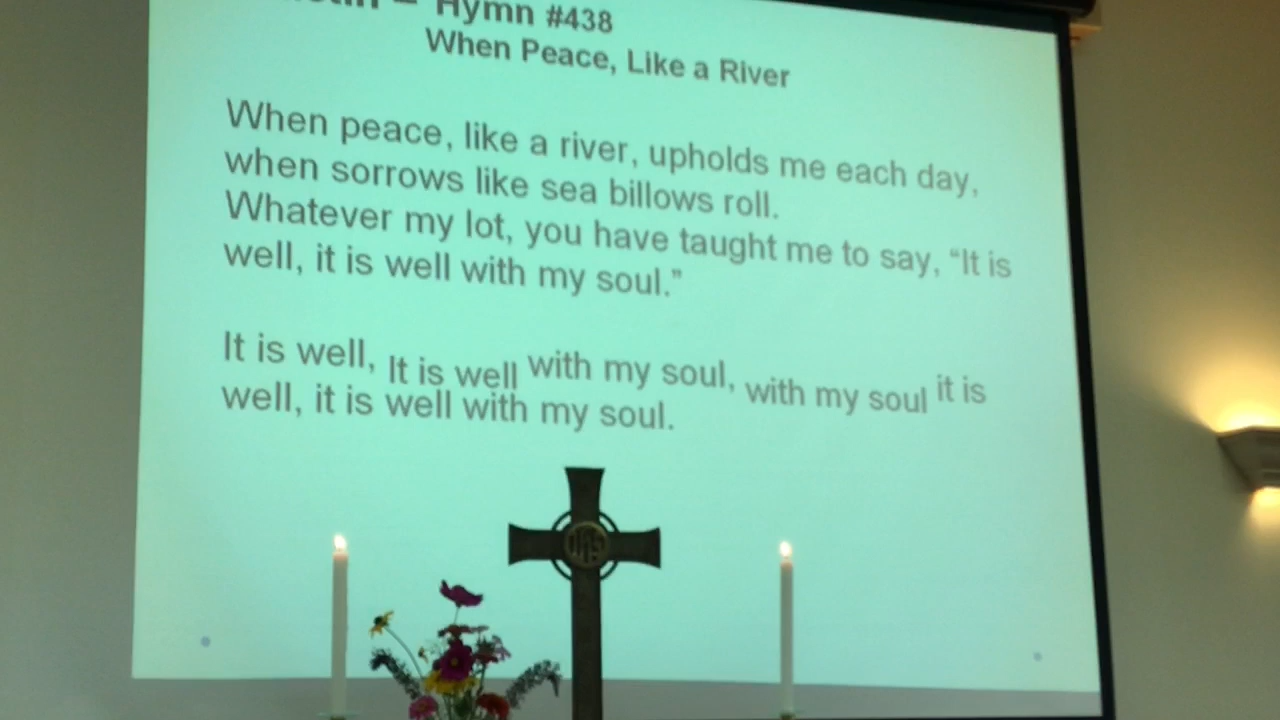 Hymn #438
When Peace, Like a River
When peace, like a river, upholds me each day,
when sorrows like sea billows roll.
Whatever my lot, you have taught me to say, “It is
well, it is well with my soul.”
It is well, It is well with my soul, with my soul it is
well, it is well with my soul.
IHS